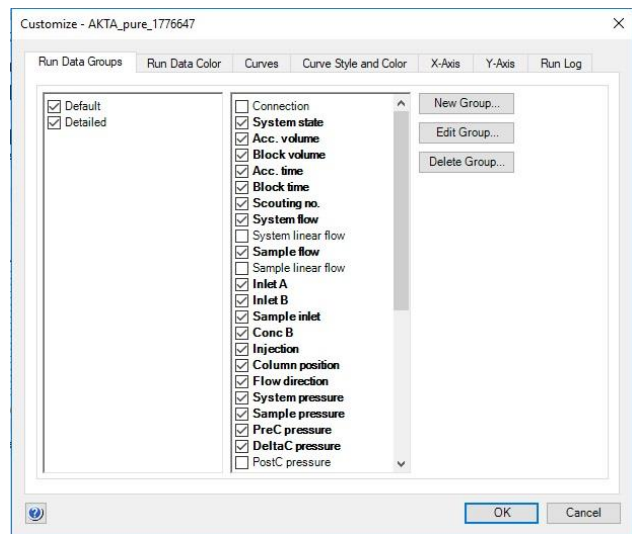 Customize - AKTA_pure_1776647
Run Data Groups
Run Data Color
Curves
Curve Style and Color
X-Axis
Y-Axis
Run Log
Default
Detailed
Connection
System state
Acc. volume
Block volume
Acc. time
Block time
Scouting no.
System flow
System linear flow
Sample flow
Sample linear flow
Inlet A
Inlet B
Sample inlet
Conc B
Injection
Column position
Flow direction
System pressure
Sample pressure
PreC pressure
DeltaC pressure
PostC pressure
New Group...
Edit Group...
Delete Group...
OK
Cancel